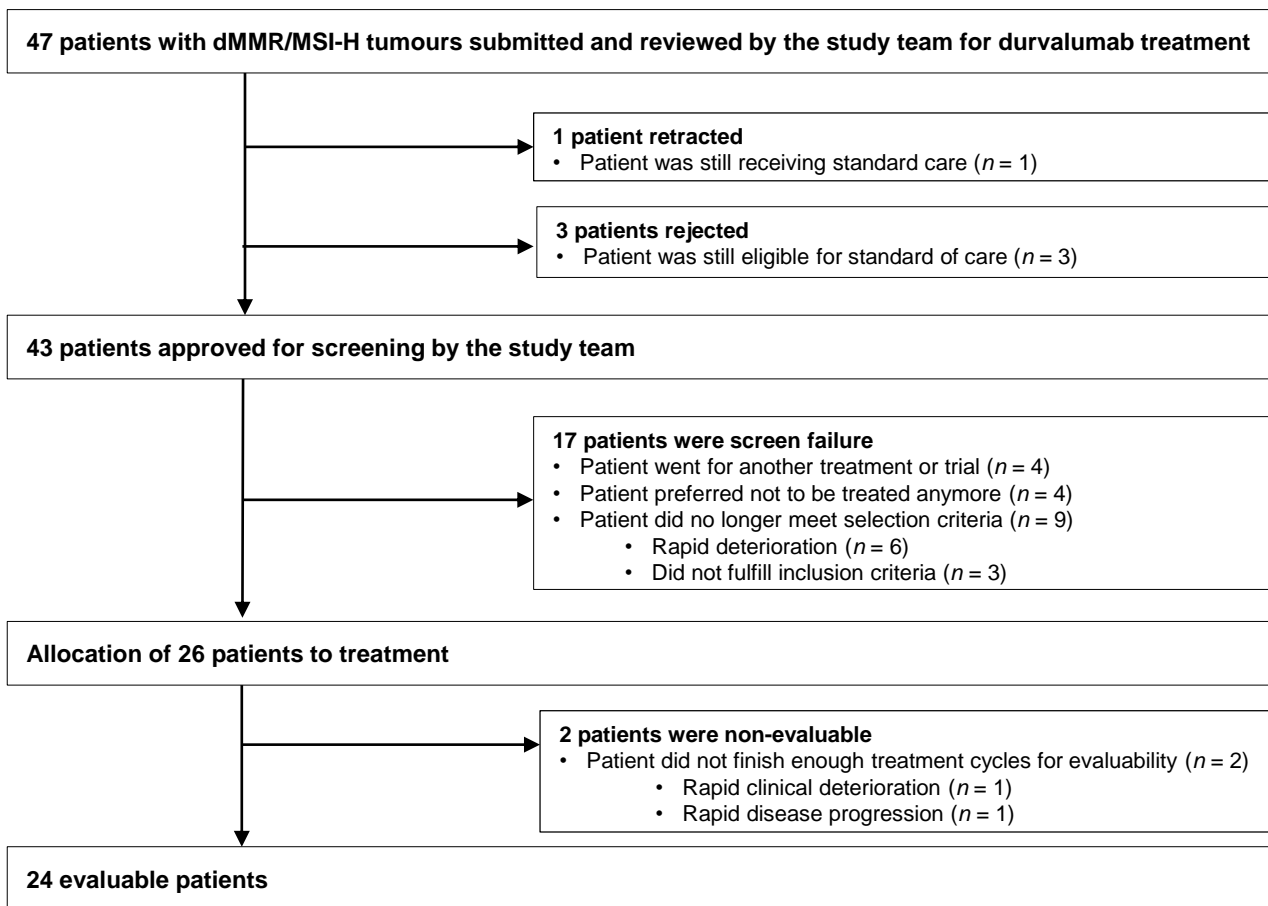 47 patients with dMMR/MSI-H tumours submitted and reviewed by the study team for durvalumab treatment
1 patient retracted
• Patient was still receiving standard care (n = 1)
3 patients rejected
• Patient was still eligible for standard of care (n = 3)
43 patients approved for screening by the study team
17 patients were screen failure
• Patient went for another treatment or trial (n = 4)
• Patient preferred not to be treated anymore (n = 4)
• Patient did no longer meet selection criteria (n = 9)
• Rapid deterioration (n = 6)
• Did not fulfill inclusion criteria (n = 3)
Allocation of 26 patients to treatment
2 patients were non-evaluable
• Patient did not finish enough treatment cycles for evaluability (n = 2)
• Rapid clinical deterioration (n = 1)
• Rapid disease progression (n = 1)
24 evaluable patients